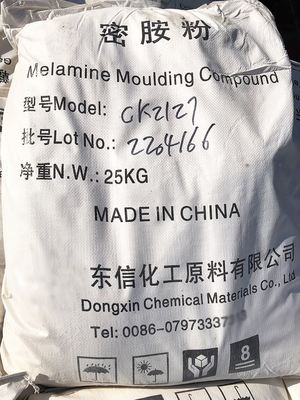 密胺粉
Melamine Moulding Compound
型号Model: CK2127
批号Lot No.: 2204166
净重N.W.: 25KG
MADE IN CHINA
东信化工原料有限公司
Dongxin Chemical Materials Co., Ltd
Tel: 0086-07973337
8